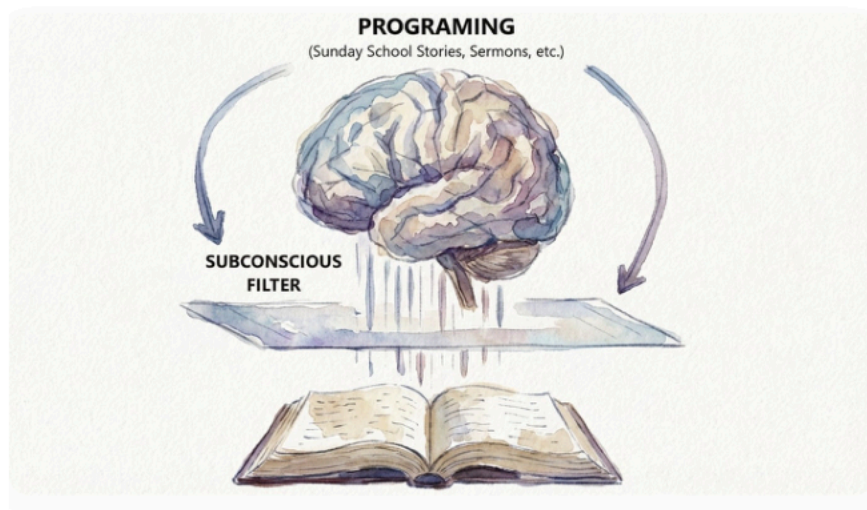 PROGRAMING
(Sunday School Stories, Sermons, etc.)
SUBCONSCIOUS
FILTER